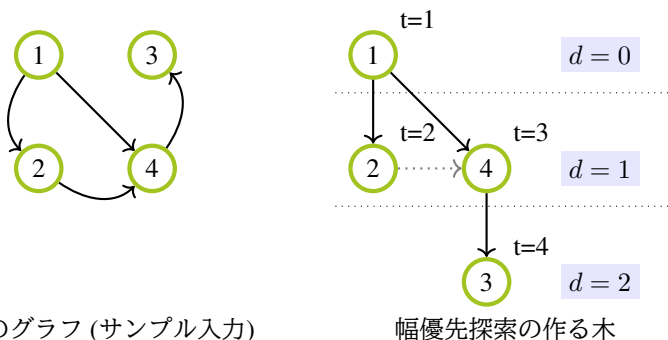 t=1
1
3
1
d = 0
t=2
t=3
2
4
2
4
d = 1
t=4
3
d = 2
のグラフ (サンプル入力)
幅優先探索の作る木